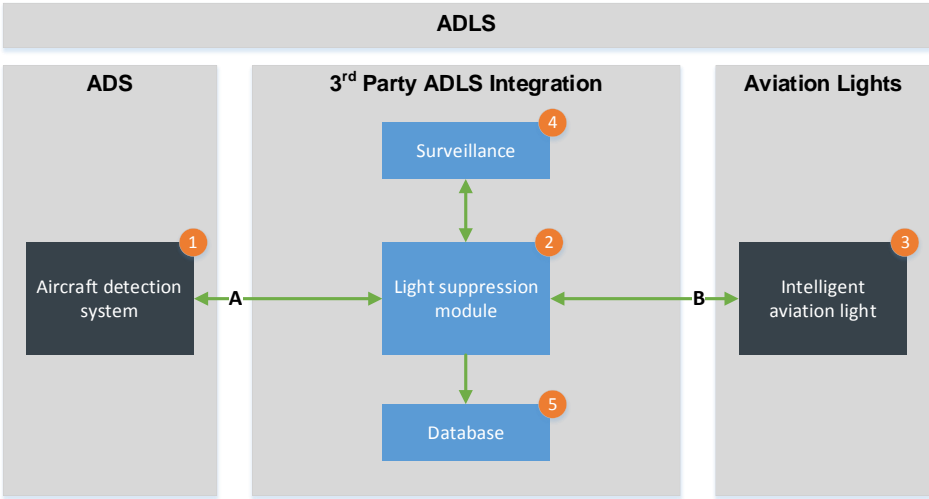 ADLS
ADS
3rd Party ADLS Integration
Aviation Lights
4
Surveillance
1
Aircraft detection
system
A
2
Light suppression
module
B
3
Intelligent
aviation light
5
Database